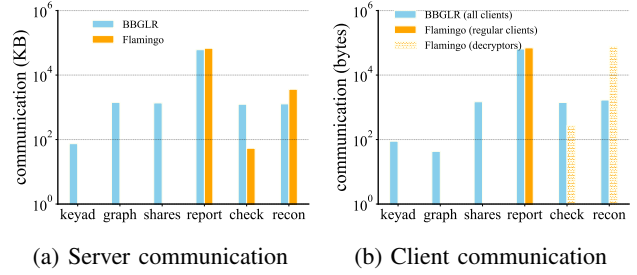 communication (KB)
10^6
10^4
10^2
10^0
BBGLR
Flamingo
keyad graph shares report check recon
(a) Server communication
communication (bytes)
10^6
10^4
10^2
10^0
BBGLR (all clients)
Flamingo (regular clients)
Flamingo (decryptors)
keyad graph shares report check recon
(b) Client communication